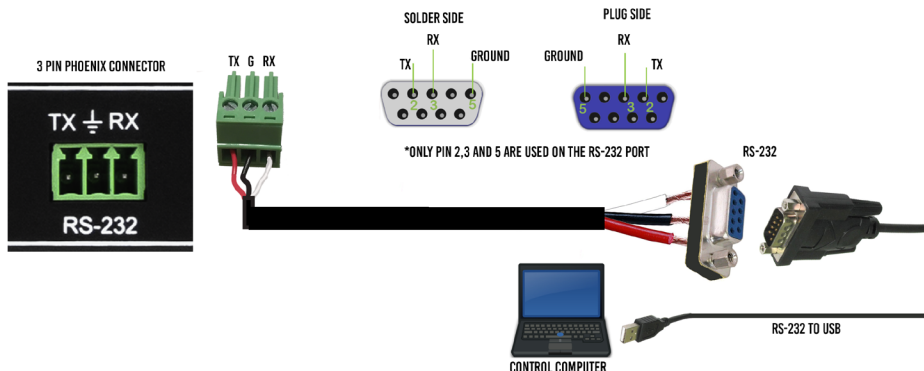 3 PIN PHOENIX CONNECTOR
TX ⏚ RX
RS-232
TX G RX
SOLDER SIDE
RX
TX
GROUND
2 3 5
PLUG SIDE
RX
GROUND
TX
5 3 2
*ONLY PIN 2,3 AND 5 ARE USED ON THE RS-232 PORT
RS-232
RS-232 TO USB
CONTROL COMPUTER